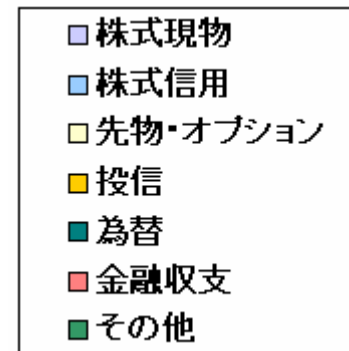 株式現物
株式信用
先物・オプション
投信
為替
金融収支
その他